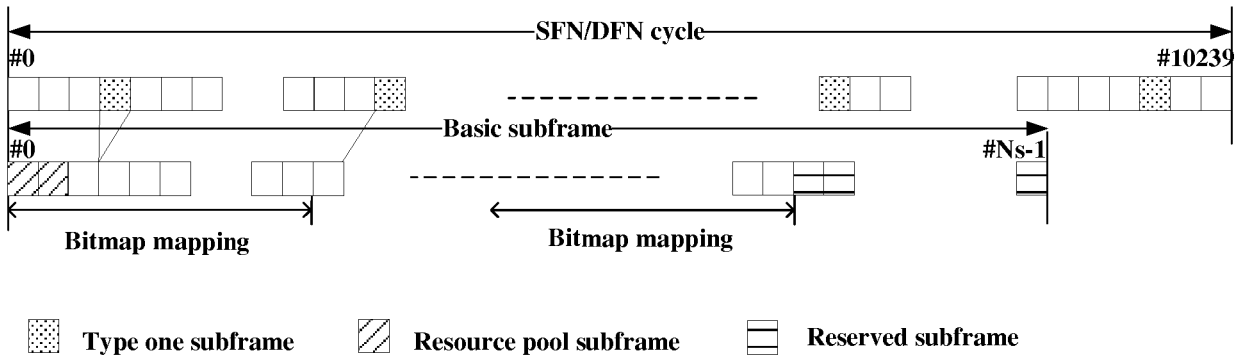 SFN/DFN cycle
#0
#10239
Basic subframe
#0
#Ns-1
Bitmap mapping
Bitmap mapping
Type one subframe
Resource pool subframe
Reserved subframe